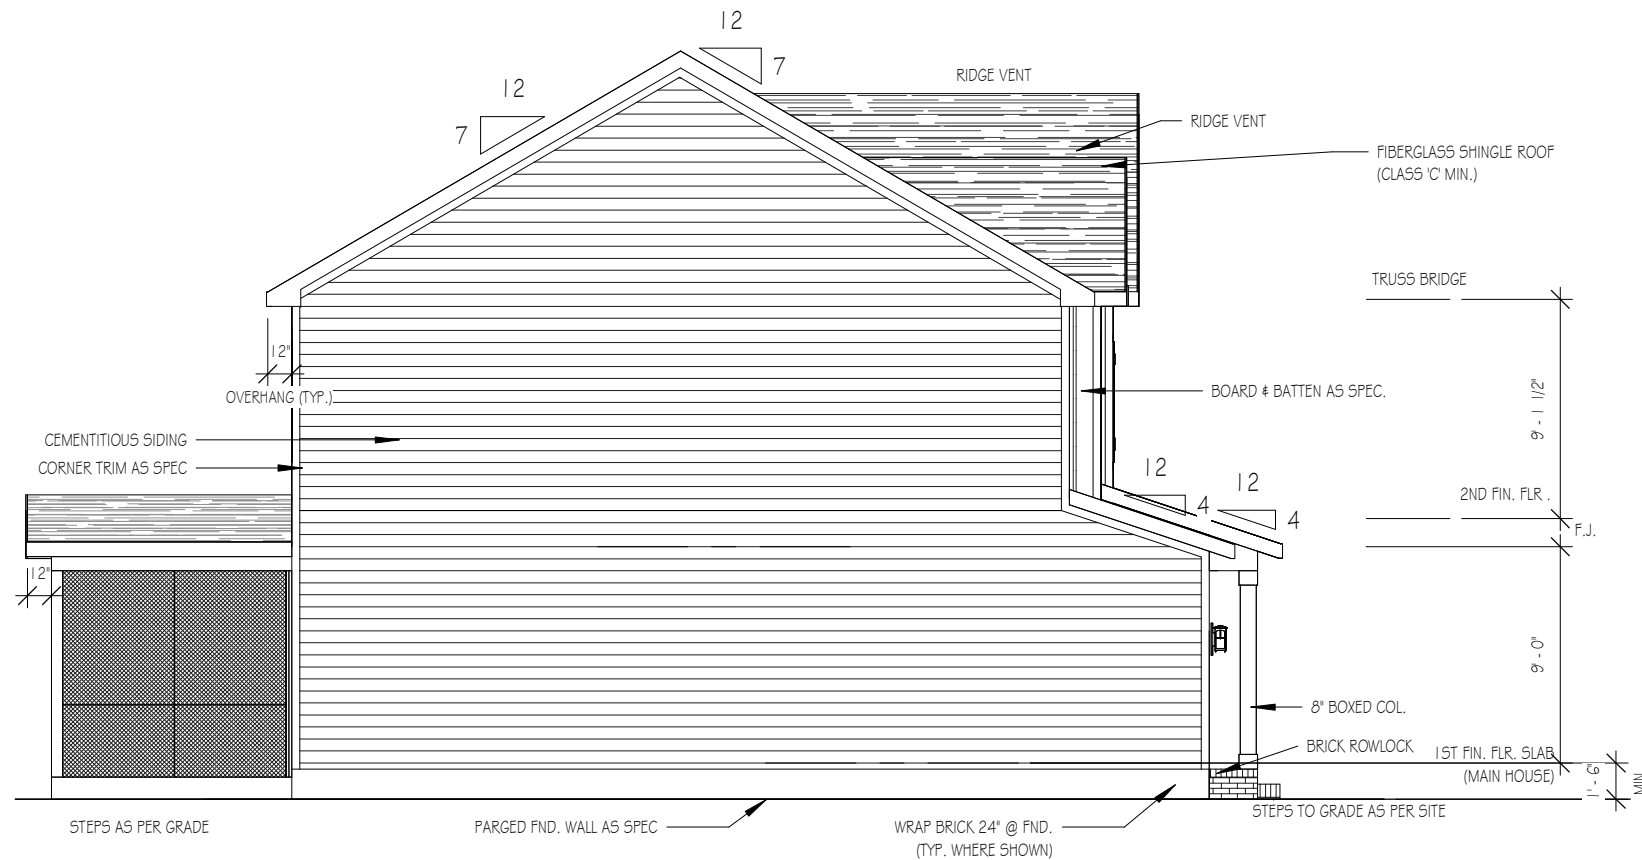 12
7
12
7
RIDGE VENT
RIDGE VENT
FIBERGLASS SHINGLE ROOF
(CLASS 'C' MIN.)
TRUSS BRIDGE
12"
OVERHANG (TYP.)
BOARD & BATTEN AS SPEC.
9' - 1 1/2"
CEMENTITIOUS SIDING
CORNER TRIM AS SPEC
12
4
12
4
2ND FIN. FLR .
F.J.
12"
9' - 0"
8" BOXED COL.
BRICK ROWLOCK
1ST FIN. FLR. SLAB
(MAIN HOUSE)
1' - 6"
MIN
STEPS TO GRADE AS PER SITE
STEPS AS PER GRADE
PARGED FND. WALL AS SPEC
WRAP BRICK 24" @ FND.
(TYP. WHERE SHOWN)